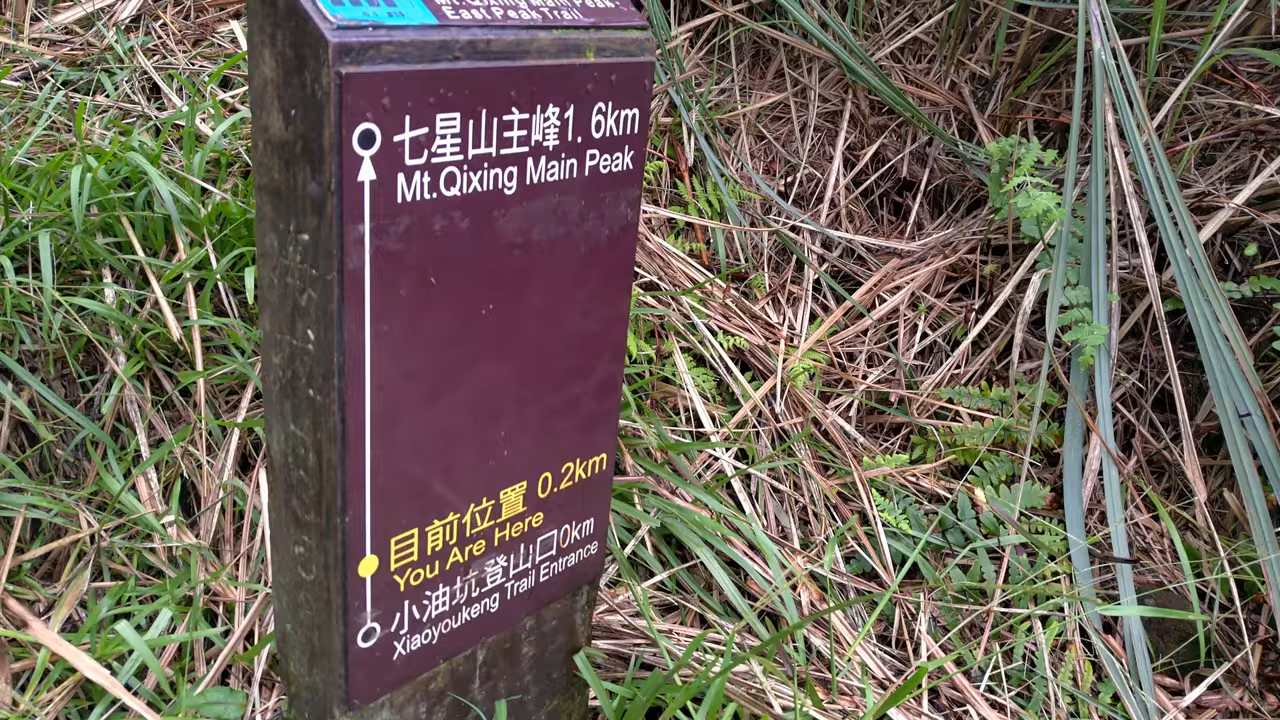 Mt. Qixing Main Peak-
East Peak Trail
七星山主峰1.6km
Mt.Qixing Main Peak
目前位置 0.2km
You Are Here
小油坑登山口0km
Xiaoyoukeng Trail Entrance